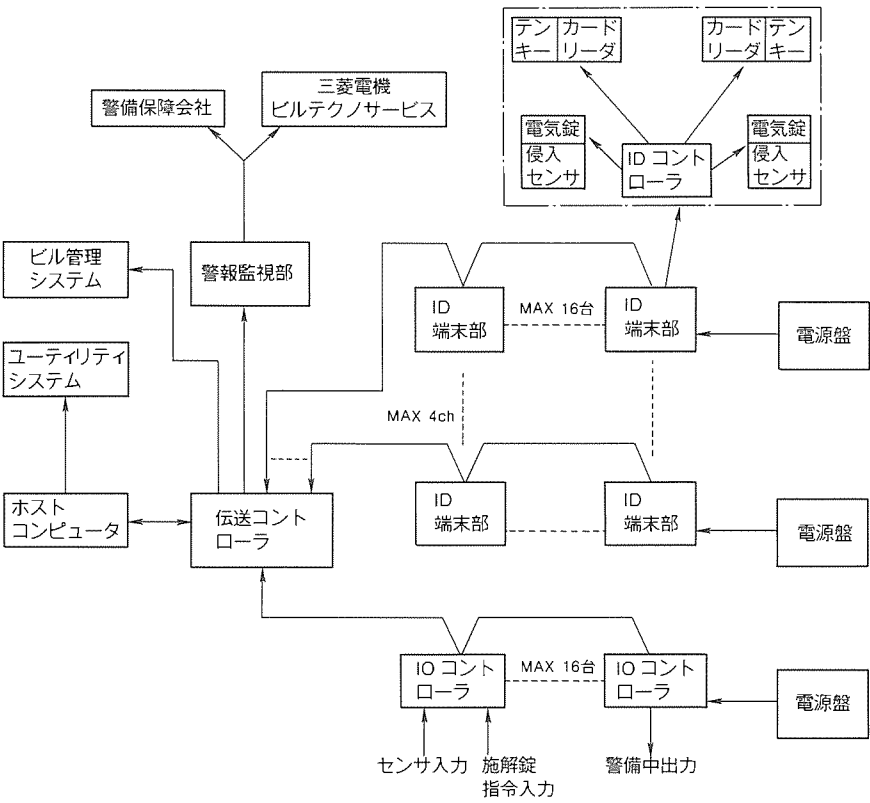 テン
キー
カード
リーダ
カード
リーダ
テン
キー
三菱電機
ビルテクノサービス
警備保障会社
電気錠
侵入
センサ
IDコント
ローラ
電気錠
侵入
センサ
ビル管理
システム
警報監視部
ID
端末部
MAX 16台
ID
端末部
電源盤
ユーティリティ
システム
MAX 4ch
ホスト
コンピュータ
伝送コント
ローラ
ID
端末部
ID
端末部
電源盤
IOコント
ローラ
MAX 16台
IOコント
ローラ
電源盤
センサ入力
施解錠
指令入力
警備中出力